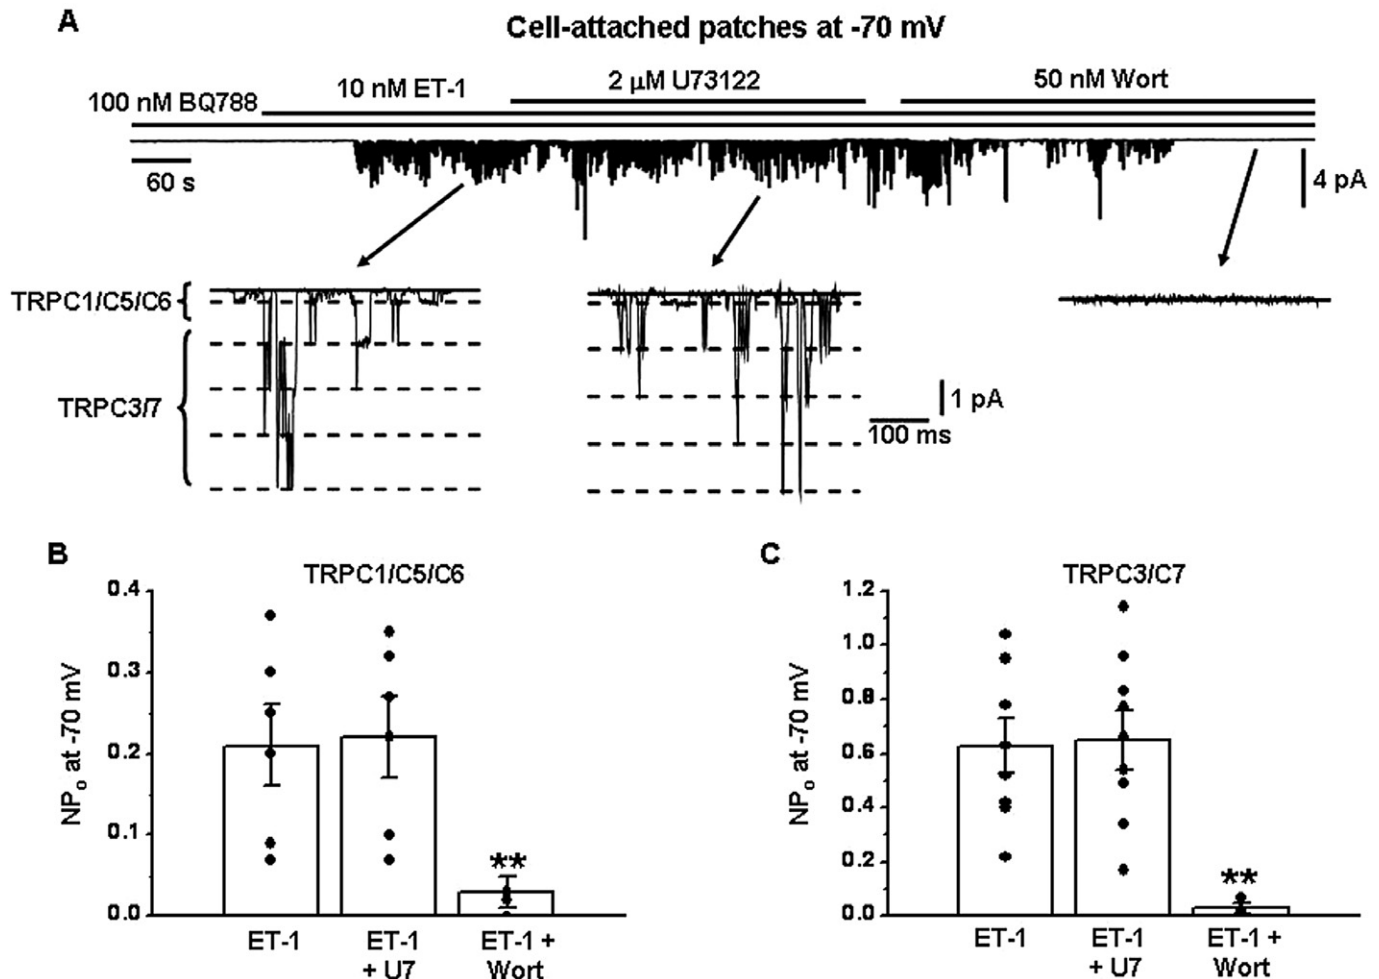 A
Cell-attached patches at -70 mV
100 nM BQ788
10 nM ET-1
2 µM U73122
50 nM Wort
60 s
4 pA
TRPC1/C5/C6
TRPC3/7
1 pA
100 ms
B
TRPC1/C5/C6
0.4
0.3
0.2
0.1
0.0
NPo at -70 mV
**
ET-1
ET-1
+ U7
ET-1 +
Wort
C
TRPC3/C7
1.2
1.0
0.8
0.6
0.4
0.2
0.0
NPo at -70 mV
**
ET-1
ET-1
+ U7
ET-1 +
Wort